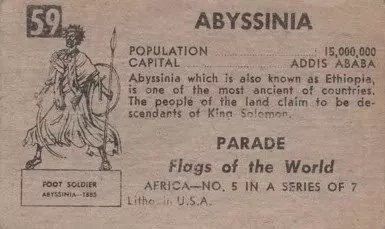 59
ABYSSINIA
POPULATION 15,000,000
CAPITAL ADDIS ABABA
Abyssinia which is also known as Ethiopia,
is one of the most ancient of countries.
The people of the land claim to be de-
scendants of King Solomon.
FOOT SOLDIER
ABYSSINIA—1885
PARADE
Flags of the World
AFRICA—NO. 5 IN A SERIES OF 7
Litho in U.S.A.